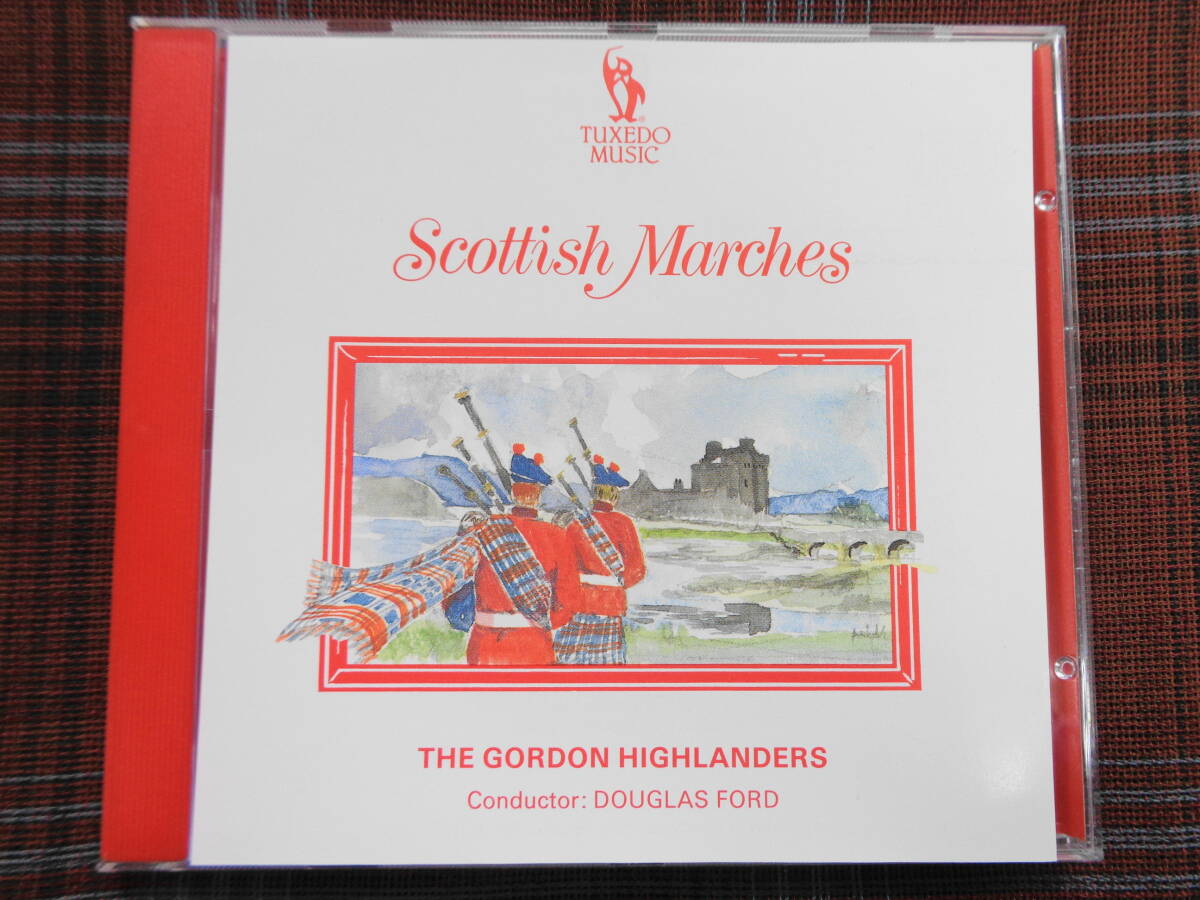 TUXEDO
MUSIC
Scottish Marches
THE GORDON HIGHLANDERS
Conductor: DOUGLAS FORD